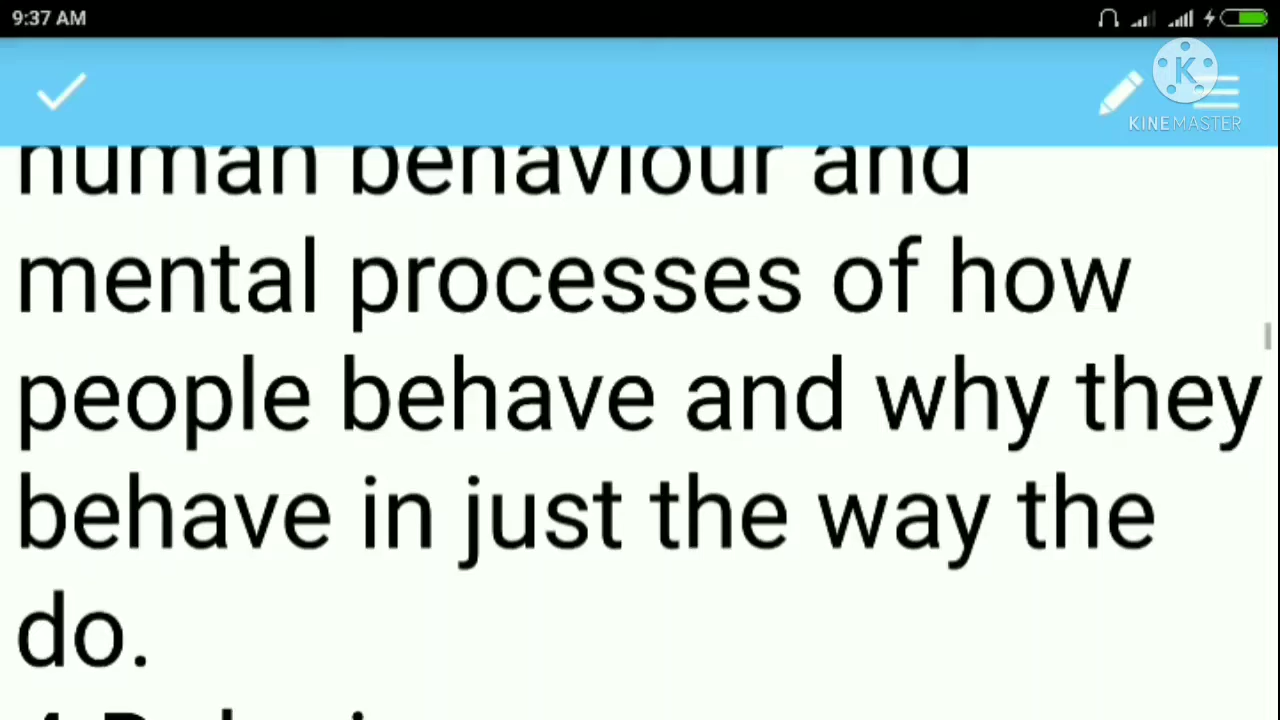 9:37 AM
K
KINEMASTER
human behaviour and
mental processes of how
people behave and why they
behave in just the way the
do.